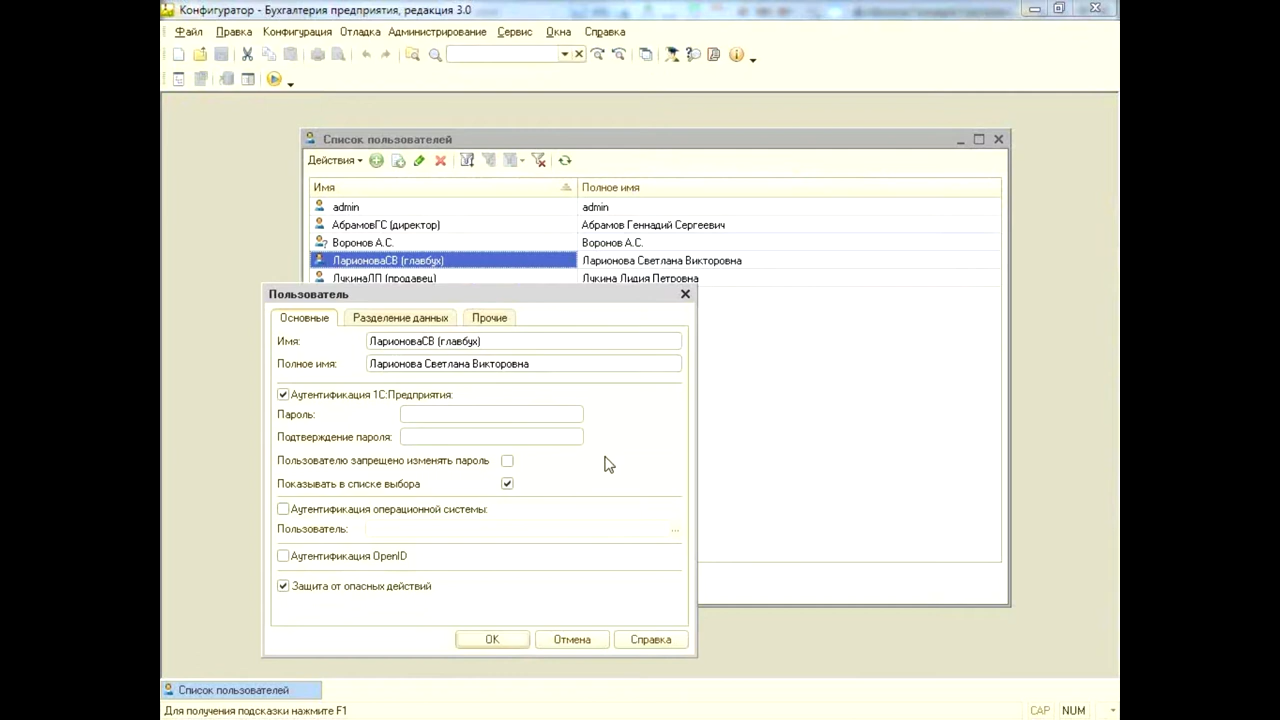 Конфигуратор - Бухгалтерия предприятия, редакция 3.0
Файл Правка Конфигурация Отладка Администрирование Сервис Окна Справка
Список пользователей
Действия
Имя Полное имя
admin admin
АбрамовГС (директор) Абрамов Геннадий Сергеевич
Воронов А.С. Воронов А.С.
ЛарионоваСВ (главбух) Ларионова Светлана Викторовна
ЛукинаЛП (продавец) Лукина Лидия Петровна
Пользователь
Основные Разделение данных Прочие
Имя: ЛарионоваСВ (главбух)
Полное имя: Ларионова Светлана Викторовна
Аутентификация 1С:Предприятия:
Пароль:
Подтверждение пароля:
Пользователю запрещено изменять пароль
Показывать в списке выбора
Аутентификация операционной системы:
Пользователь: ...
Аутентификация OpenID
Защита от опасных действий
ОК Отмена Справка
Список пользователей
Для получения подсказки нажмите F1 CAP NUM